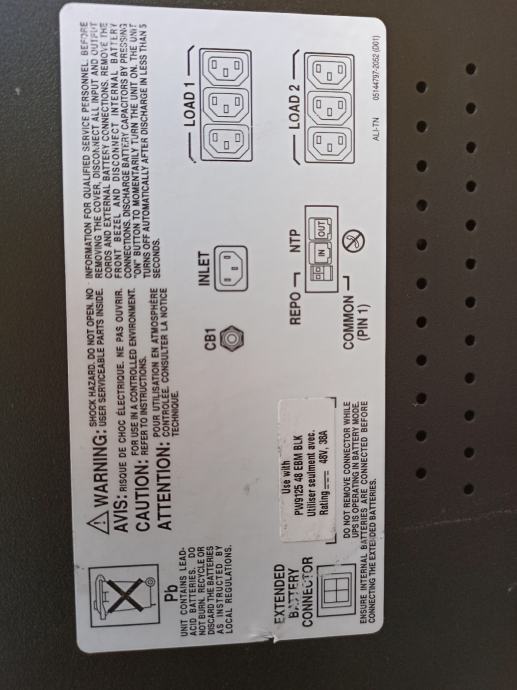 ⚠WARNING: SHOCK HAZARD. DO NOT OPEN. NO
USER SERVICEABLE PARTS INSIDE.
AVIS: RISQUE DE CHOC ÉLECTRIQUE. NE PAS OUVRIR.
CAUTION: FOR USE IN A CONTROLLED ENVIRONMENT.
REFER TO INSTRUCTIONS.
ATTENTION: POUR UTILISATION EN ATMOSPHÈRE
CONTROLÉE. CONSULTER LA NOTICE
TECHNIQUE.
INFORMATION FOR QUALIFIED SERVICE PERSONNEL. BEFORE
REMOVING THE COVER, DISCONNECT ALL INPUT AND OUTPUT
CORDS AND EXTERNAL BATTERY CONNECTIONS. REMOVE THE
FRONT BEZEL AND DISCONNECT INTERNAL BATTERY
CONNECTIONS. DISCHARGE BATTERY CAPACITORS BY PRESSING
"ON" BUTTON TO MOMENTARILY TURN THE UNIT ON. THE UNIT
TURNS OFF AUTOMATICALLY AFTER DISCHARGE IN LESS THAN 5
SECONDS.
Pb
UNIT CONTAINS LEAD-
ACID BATTERIES. DO
NOT BURN. RECYCLE OR
DISCARD THE BATTERIES
AS INSTRUCTED BY
LOCAL REGULATIONS.
CB1
INLET
LOAD 1
EXTENDED
BATTERY
CONNECTOR
Use with
PW9125 48 EBM BLK
Utiliser seulment avec.
Rating 48V, 38A
REPO
NTP
IN
OUT
COMMON
(PIN 1)
LOAD 2
DO NOT REMOVE CONNECTOR WHILE
UPS IS OPERATING IN BATTERY MODE.
ENSURE INTERNAL BATTERIES ARE CONNECTED BEFORE
CONNECTING THE EXTENDED BATTERIES.
ALI-TN 05144797-2052 (001)